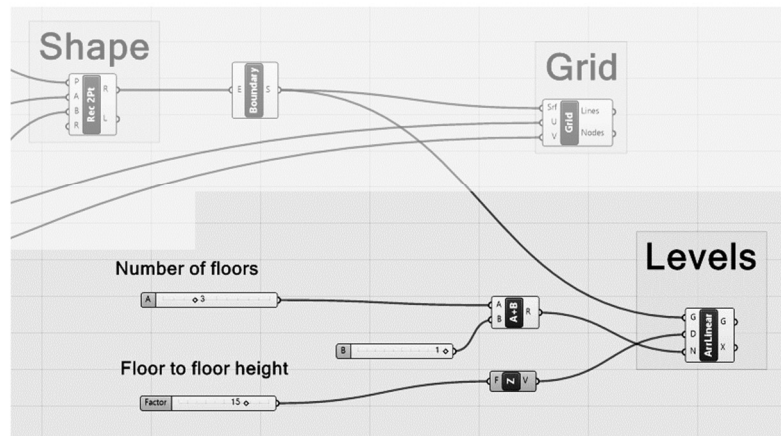 Shape
Grid
P
A
B
R
Rec 2Pt
R
L
E
Boundary
S
Srf
U
V
Grid
Lines
Nodes
Levels
Number of floors
A
3
A
B
A+B
R
B
1
G
D
N
ArrLinear
G
X
Floor to floor height
F
Z
V
Factor
15